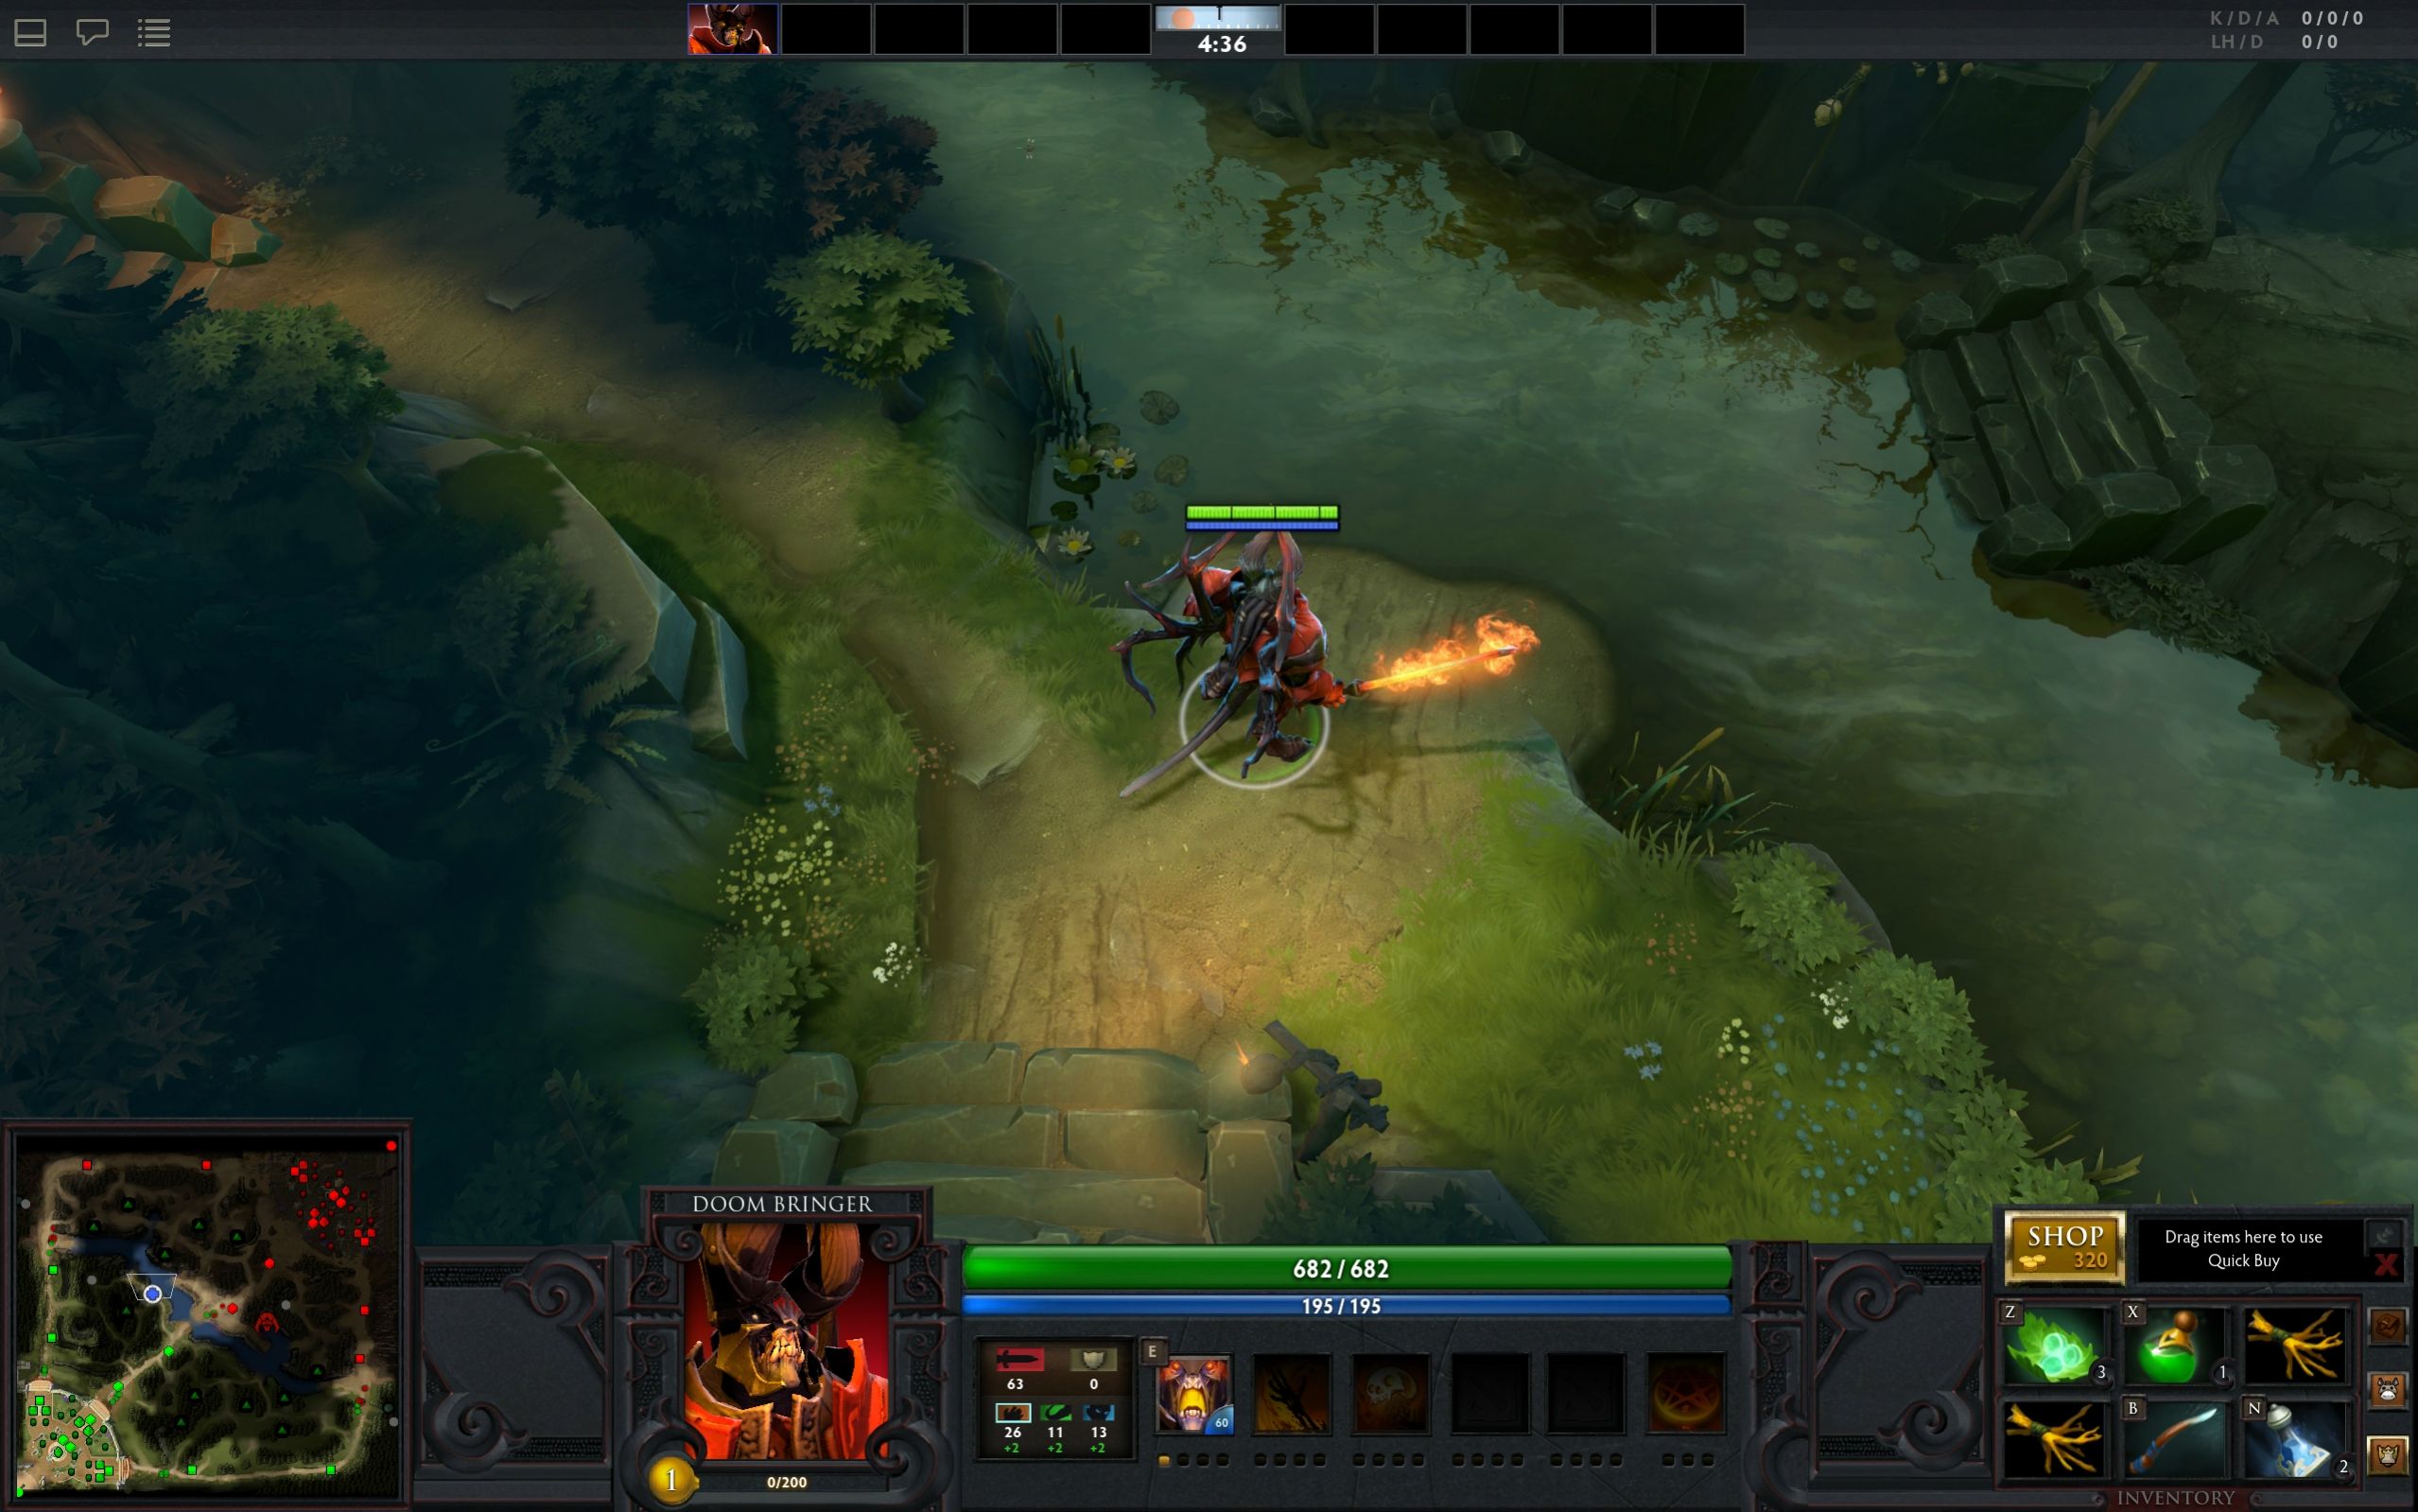 K/D/A 0/0/0
LH/D 0/0
4:36
DOOM BRINGER
682 / 682
195 / 195
SHOP
320
Drag items here to use
Quick Buy
E
63 0
60
26 11 13
+2 +2 +2
Z X
3 1
B N
2
1
0/200
INVENTORY